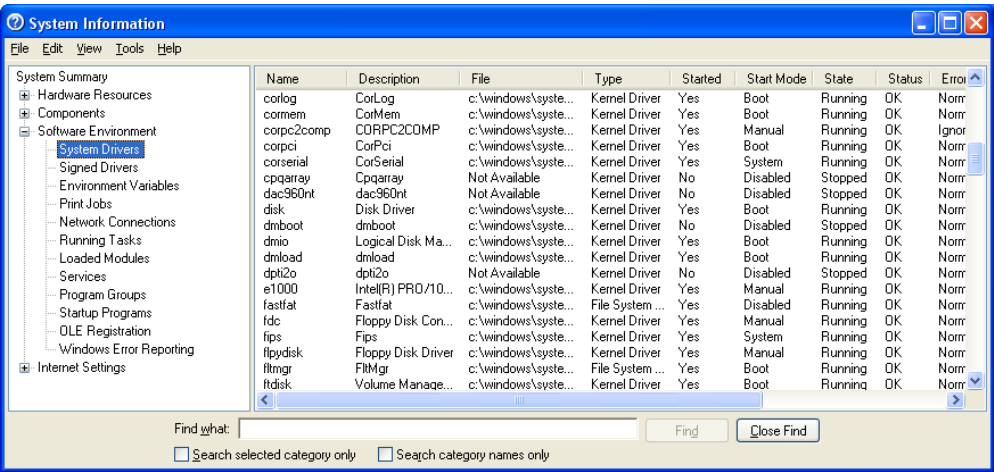 System Information
File Edit View Tools Help
System Summary
Hardware Resources
Components
Software Environment
System Drivers
Signed Drivers
Environment Variables
Print Jobs
Network Connections
Running Tasks
Loaded Modules
Services
Program Groups
Startup Programs
OLE Registration
Windows Error Reporting
Internet Settings
Name Description File Type Started Start Mode State Status Error
corlog CorLog c:\windows\syste... Kernel Driver Yes Boot Running OK Norm
cormem CorMem c:\windows\syste... Kernel Driver Yes Boot Running OK Norm
corpc2comp CORPC2COMP c:\windows\syste... Kernel Driver Yes Manual Running OK Ignor
corpci CorPci c:\windows\syste... Kernel Driver Yes Boot Running OK Norm
corserial CorSerial c:\windows\syste... Kernel Driver Yes System Running OK Norm
cpqarray Cpqarray Not Available Kernel Driver No Disabled Stopped OK Norm
dac960nt dac960nt Not Available Kernel Driver No Disabled Stopped OK Norm
disk Disk Driver c:\windows\syste... Kernel Driver Yes Boot Running OK Norm
dmboot dmboot c:\windows\syste... Kernel Driver No Disabled Stopped OK Norm
dmio Logical Disk Ma... c:\windows\syste... Kernel Driver Yes Boot Running OK Norm
dmload dmload c:\windows\syste... Kernel Driver Yes Boot Running OK Norm
dpti2o dpti2o Not Available Kernel Driver No Disabled Stopped OK Norm
e1000 Intel(R) PRO/10... c:\windows\syste... Kernel Driver Yes Manual Running OK Norm
fastfat Fastfat c:\windows\syste... File System ... Yes Disabled Running OK Norm
fdc Floppy Disk Con... c:\windows\syste... Kernel Driver Yes Manual Running OK Norm
fips Fips c:\windows\syste... Kernel Driver Yes System Running OK Norm
flpydisk Floppy Disk Driver c:\windows\syste... Kernel Driver Yes Manual Running OK Norm
fltmgr FltMgr c:\windows\syste... File System ... Yes Boot Running OK Norm
ftdisk Volume Manage... c:\windows\syste... Kernel Driver Yes Boot Running OK Norm
Find what: Find Close Find
Search selected category only Search category names only